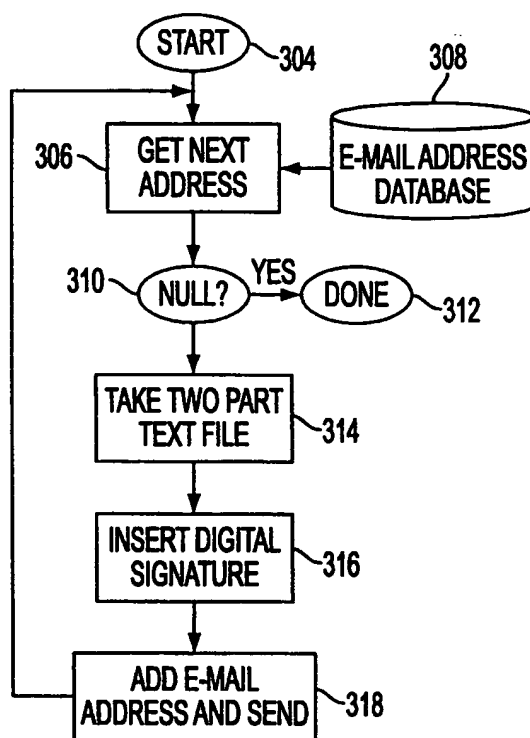 START
304
308
306
GET NEXT
ADDRESS
E-MAIL ADDRESS
DATABASE
310
NULL?
YES
DONE
312
TAKE TWO PART
TEXT FILE
314
INSERT DIGITAL
SIGNATURE
316
ADD E-MAIL
ADDRESS AND SEND
318